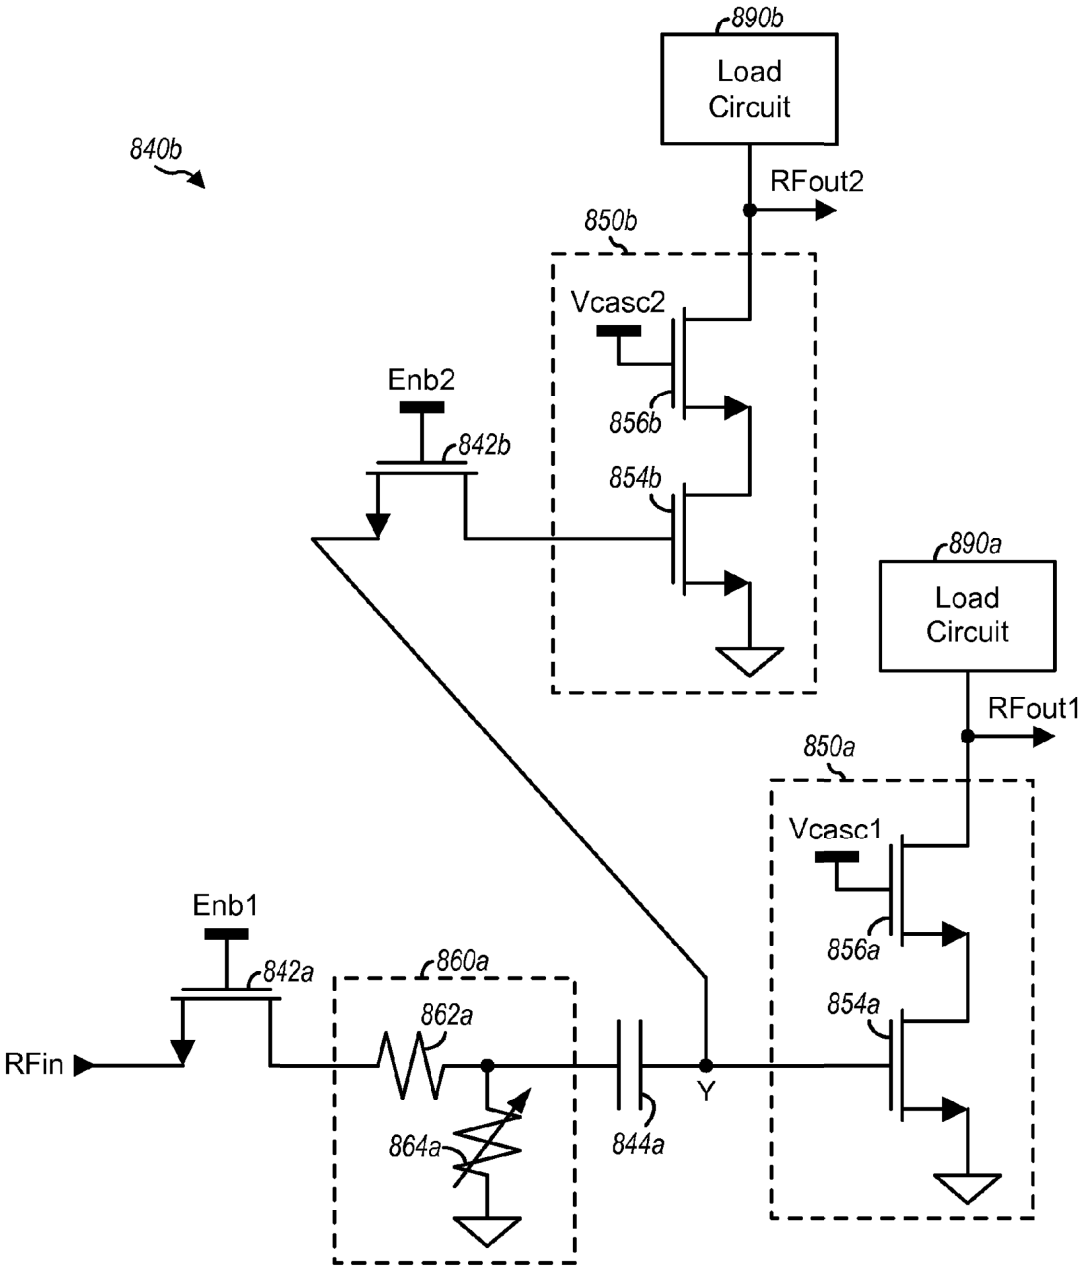 890b
Load
Circuit
840b
RFout2
850b
Vcasc2
Enb2
856b
842b
854b
890a
Load
Circuit
RFout1
850a
Vcasc1
Enb1
856a
860a
842a
854a
862a
RFin
Y
864a
844a